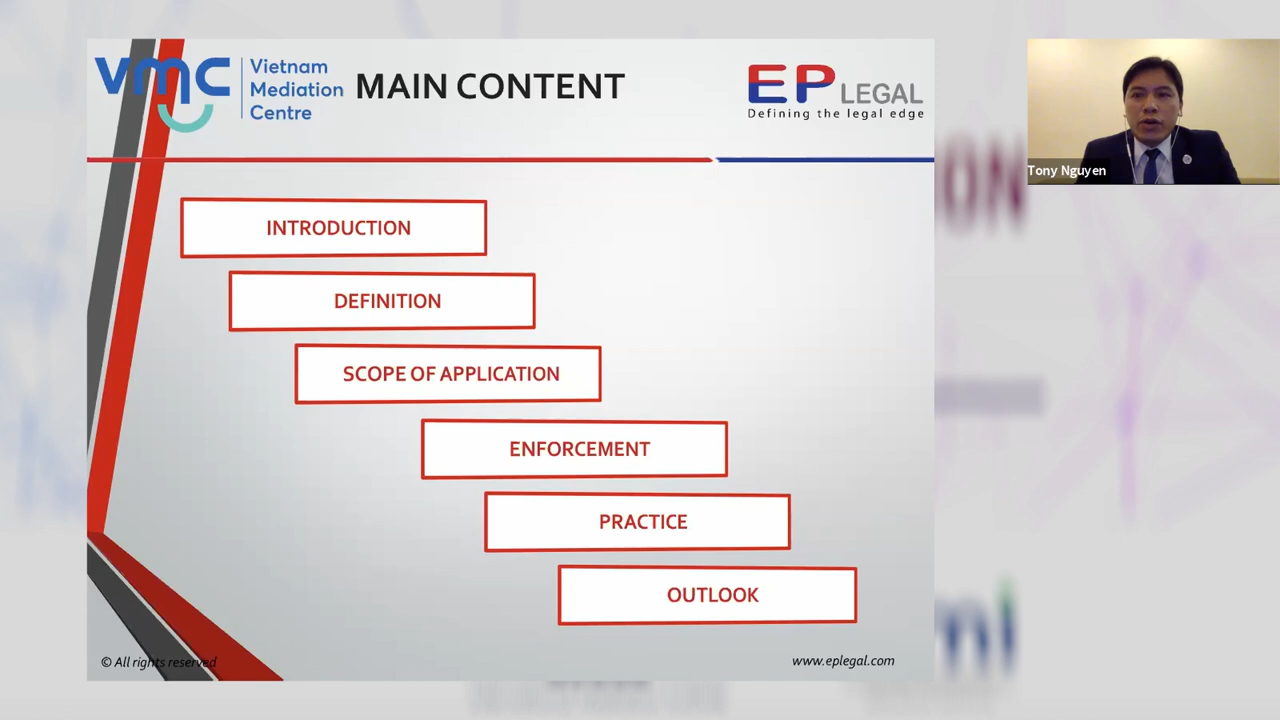 vmc
Vietnam
Mediation
Centre
MAIN CONTENT
EP LEGAL
Defining the legal edge
Tony Nguyen
INTRODUCTION
DEFINITION
SCOPE OF APPLICATION
ENFORCEMENT
PRACTICE
OUTLOOK
© All rights reserved
www.eplegal.com
ON